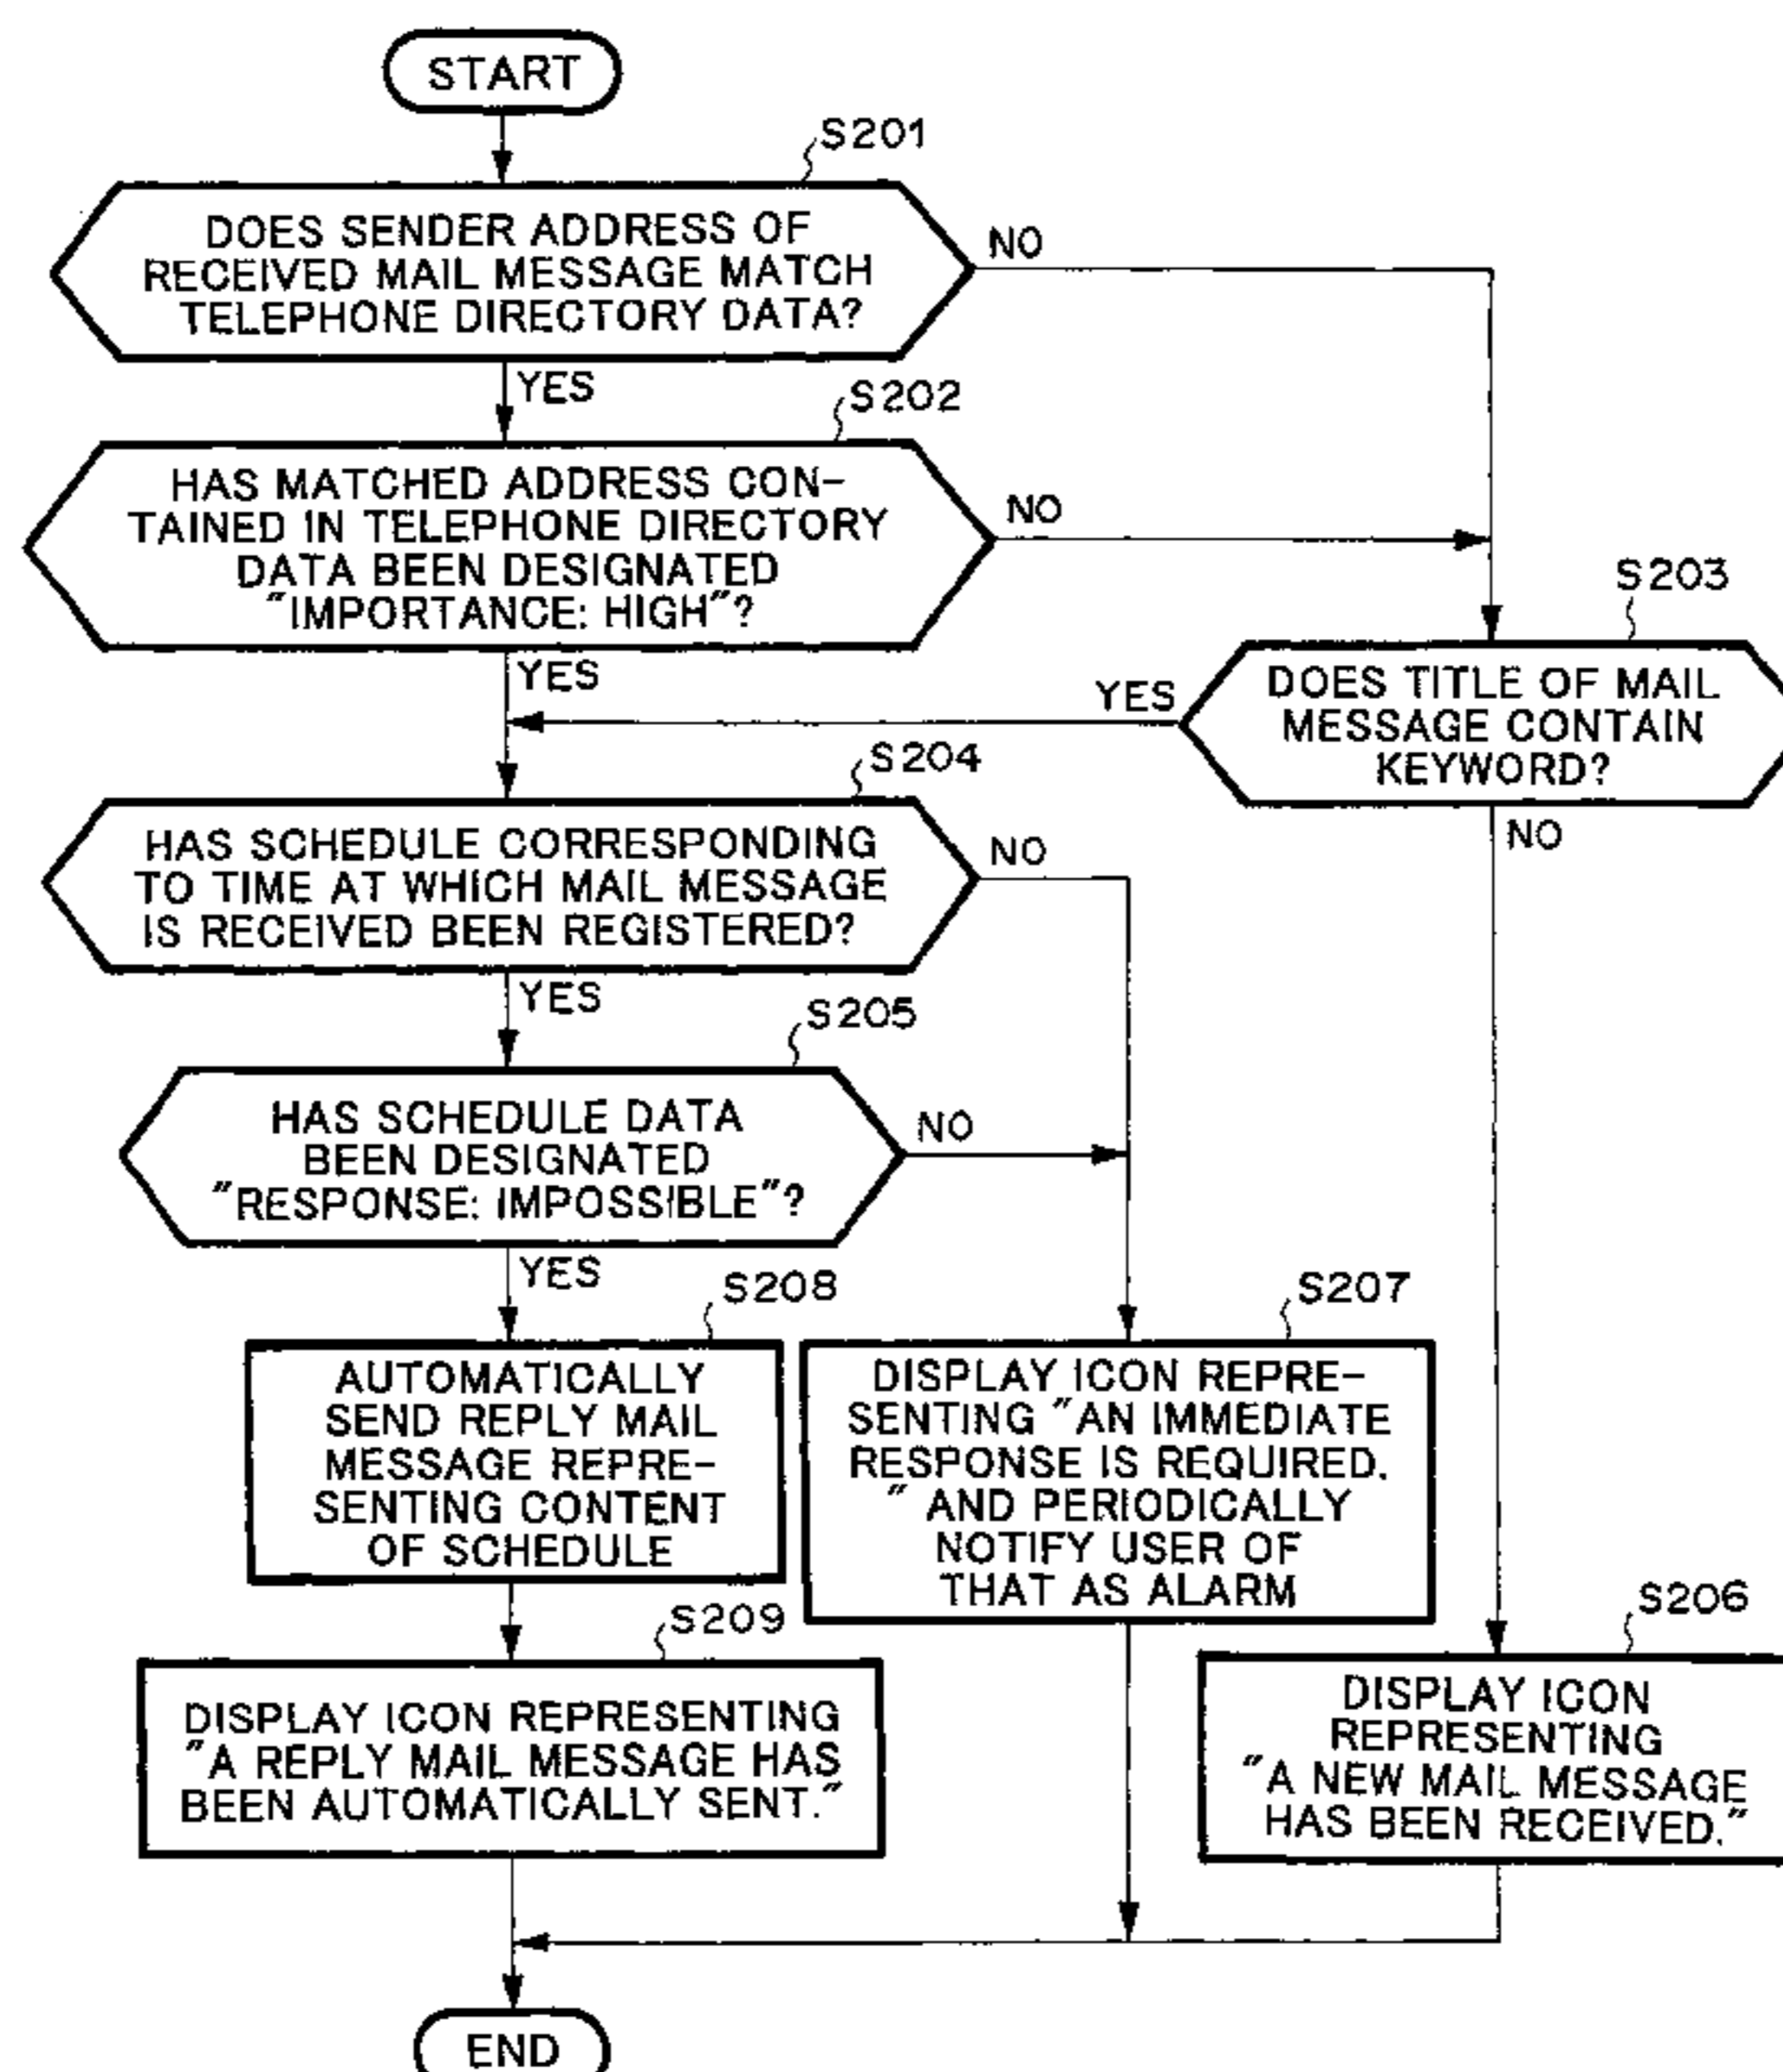 START
S201
DOES SENDER ADDRESS OF
RECEIVED MAIL MESSAGE MATCH
TELEPHONE DIRECTORY DATA?
NO
YES
S202
HAS MATCHED ADDRESS CON-
TAINED IN TELEPHONE DIRECTORY
DATA BEEN DESIGNATED
"IMPORTANCE: HIGH"?
NO
YES
S203
DOES TITLE OF MAIL
MESSAGE CONTAIN
KEYWORD?
YES
NO
S204
HAS SCHEDULE CORRESPONDING
TO TIME AT WHICH MAIL MESSAGE
IS RECEIVED BEEN REGISTERED?
NO
YES
S205
HAS SCHEDULE DATA
BEEN DESIGNATED
"RESPONSE: IMPOSSIBLE"?
NO
YES
S208
AUTOMATICALLY
SEND REPLY MAIL
MESSAGE REPRE-
SENTING CONTENT
OF SCHEDULE
S207
DISPLAY ICON REPRE-
SENTING "AN IMMEDIATE
RESPONSE IS REQUIRED.
" AND PERIODICALLY
NOTIFY USER OF
THAT AS ALARM
S209
DISPLAY ICON REPRESENTING
"A REPLY MAIL MESSAGE HAS
BEEN AUTOMATICALLY SENT."
S206
DISPLAY ICON
REPRESENTING
"A NEW MAIL MESSAGE
HAS BEEN RECEIVED."
END